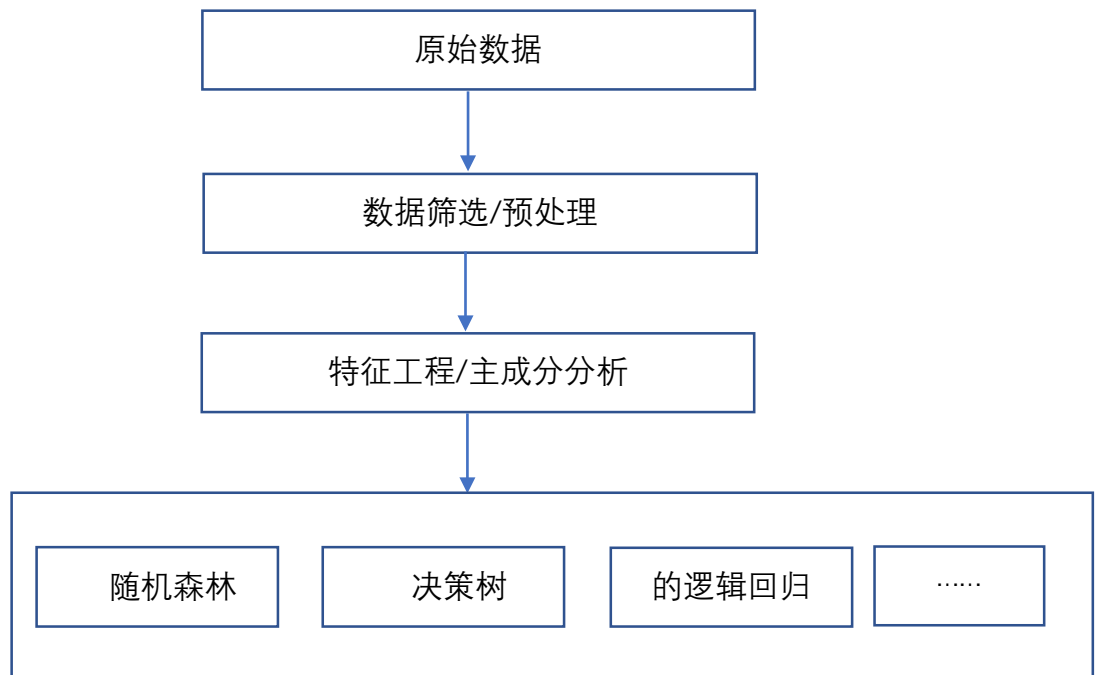 原始数据
数据筛选/预处理
特征工程/主成分分析
随机森林
决策树
的逻辑回归
……